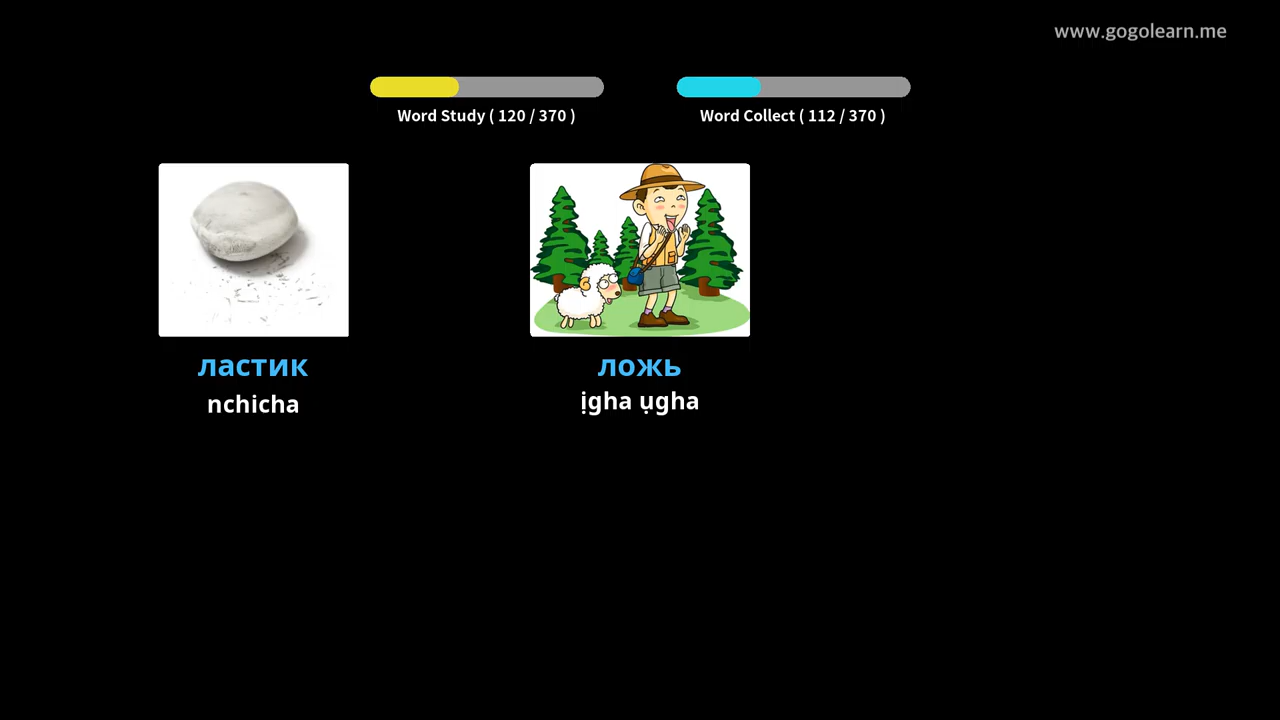 www.gogolearn.me
Word Study ( 120 / 370 )
Word Collect ( 112 / 370 )
ластик
nchicha
ложь
ịgha ụgha